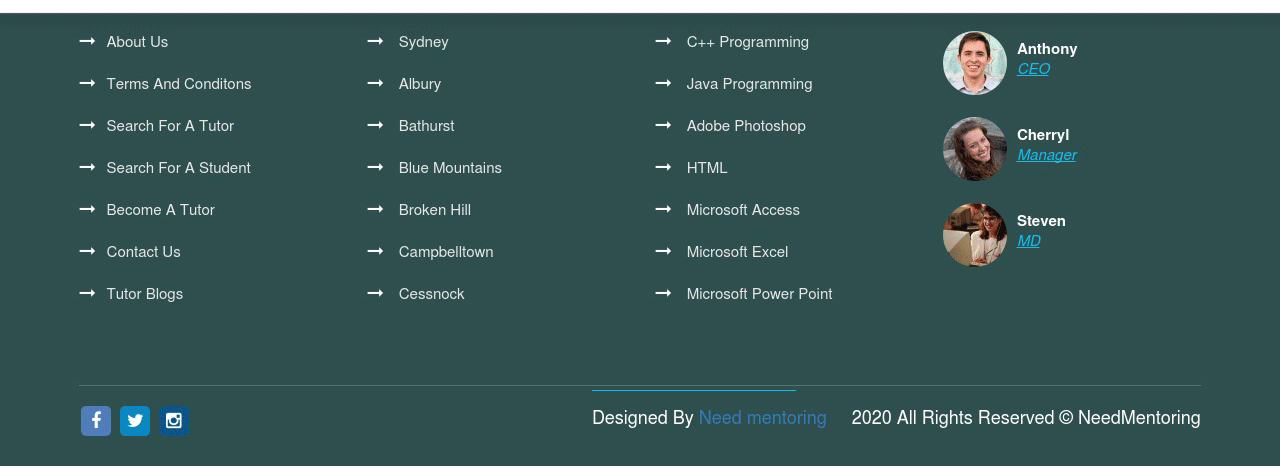 About Us
Terms And Conditons
Search For A Tutor
Search For A Student
Become A Tutor
Contact Us
Tutor Blogs
Sydney
Albury
Bathurst
Blue Mountains
Broken Hill
Campbelltown
Cessnock
C++ Programming
Java Programming
Adobe Photoshop
HTML
Microsoft Access
Microsoft Excel
Microsoft Power Point
Anthony
CEO
Cherryl
Manager
Steven
MD
Designed By Need mentoring
2020 All Rights Reserved © NeedMentoring